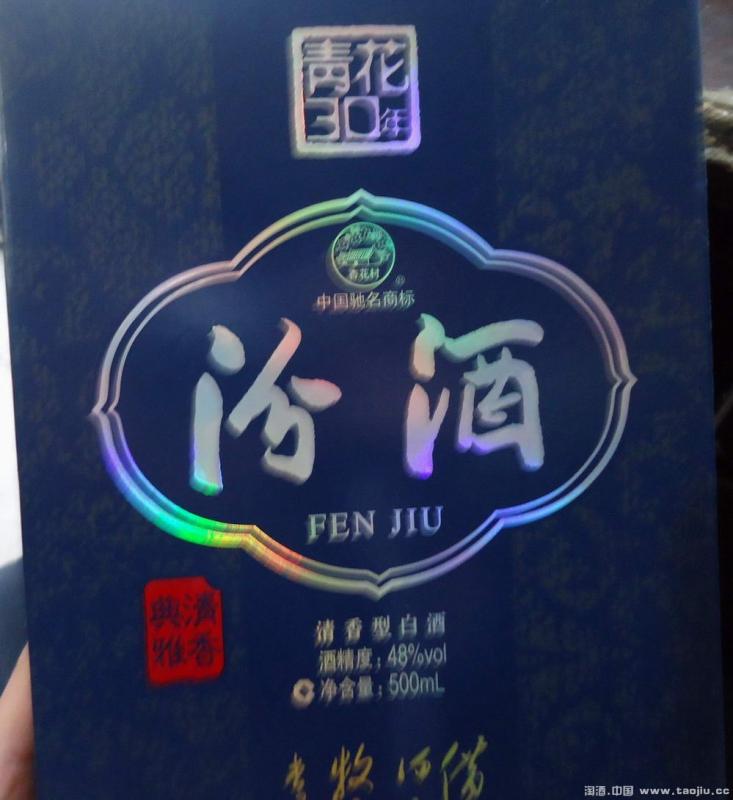 青花
30年
杏花村
®
中国驰名商标
汾酒
FEN JIU
清香
典雅
清香型白酒
酒精度:48%vol
净含量:500mL
淘酒.中国 www.taojiu.cc